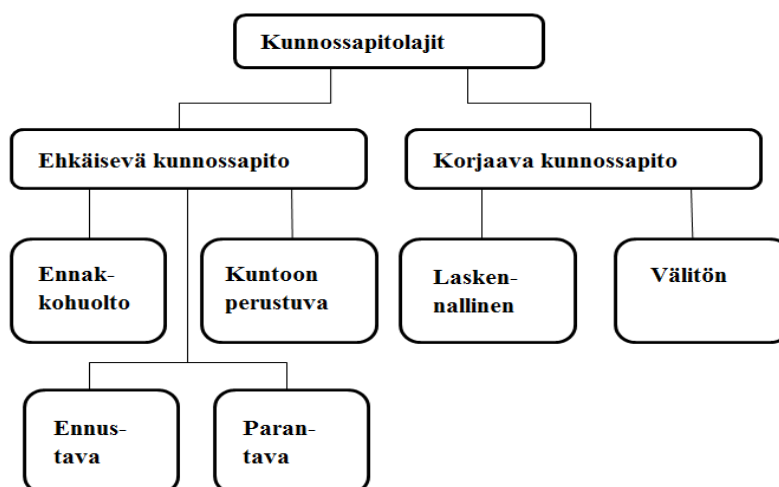 Kunnossapitolajit
Ehkäisevä kunnossapito
Korjaava kunnossapito
Ennak-
kohuolto
Kuntoon
perustuva
Lasken-
nallinen
Välitön
Ennus-
tava
Paran-
tava